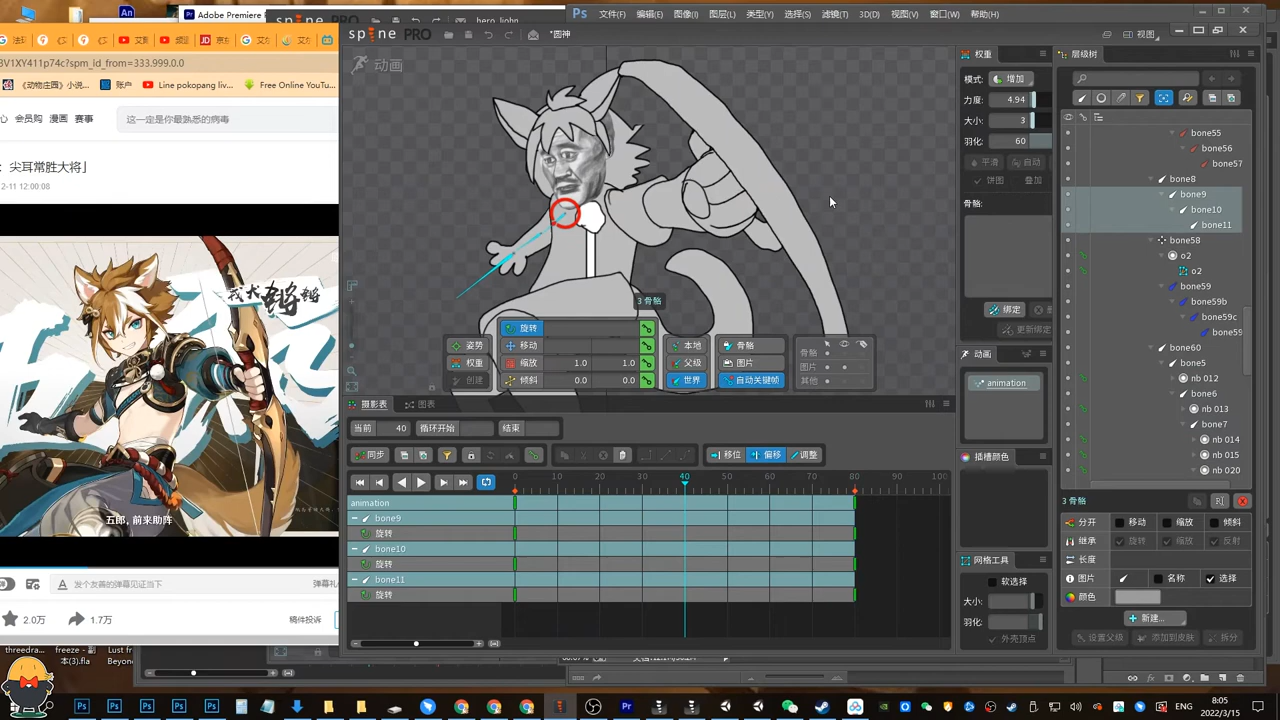 Adobe Premiere P
hero_light
Ps 文件(F) 编辑(E) 图像(I) 图层(L) 类型(Y) 选择(S) 滤镜(T) 3D(D) 视图(V) 窗口(W) 帮助(H)
spine PRO *圆神
视图
3V1XY411p74c?spm_id_from=333.999.0.0
《动物庄园》小说... 账户 Line pokopang liv... Free Online YouTu...
会员购 漫画 赛事 这一定是你最熟悉的病毒
尖耳常胜大将」
2-11 12:00:08
五郎，前来助阵
发个友善的弹幕见证当下 弹幕礼
2.0万 1.7万 稿件投诉
动画
3 骨骼
姿势 旋转 本地 骨骼
权重 移动 父级 图片
创建 缩放 1.0 1.0 世界 自动关键帧
倾斜 0.0 0.0
骨骼
图片
其他
摄影表 图表
当前 40 循环开始 结束
同步 移位 偏移 调整
0 10 20 30 40 50 60 70 80 90 100
animation
bone9
旋转
bone10
旋转
bone11
旋转
权重
模式: 增加
力度: 4.94
大小: 3
羽化: 60
平滑 自动
饼图 叠加
骨骼:
绑定
更新绑定
动画
animation
插槽颜色
网格工具
软选择
大小:
羽化:
外壳顶点
层级树
bone55
bone56
bone57
bone8
bone9
bone10
bone11
bone58
o2
o2
bone59
bone59b
bone59c
bone59
bone60
bone5
nb 012
bone6
nb 013
bone7
nb 014
nb 015
nb 020
3 骨骼
分开 移动 缩放 倾斜
继承 旋转 缩放 反射
长度
图片 名称 选择
颜色
新建...
设置父级 添加到皮肤 拆分
threedra...
freeze - 副本(3).fla
Lust fr
Beyond
8:05
2022/3/15